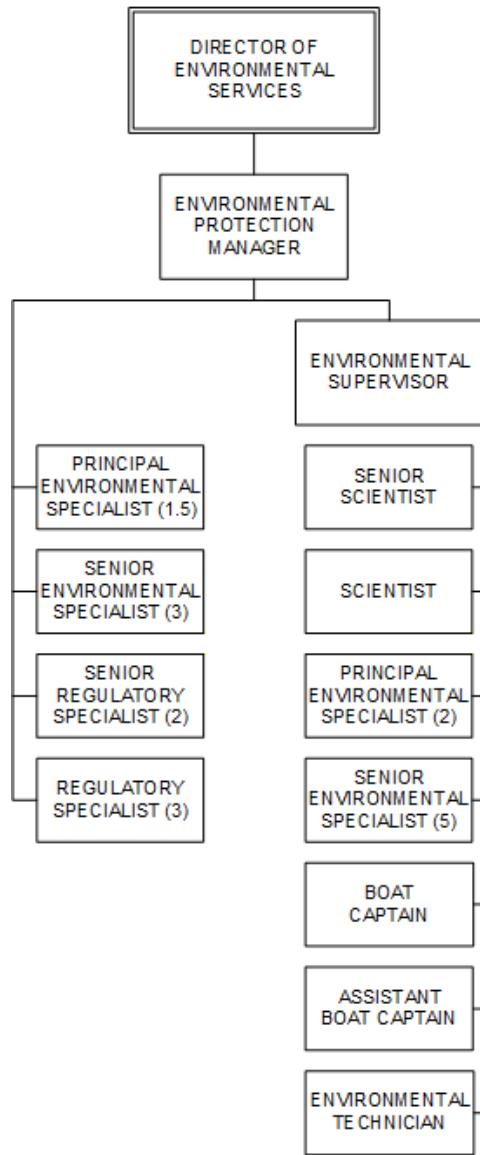 DIRECTOR OF
ENVIRONMENTAL
SERVICES
ENVIRONMENTAL
PROTECTION
MANAGER
ENVIRONMENTAL
SUPERVISOR
PRINCIPAL
ENVIRONMENTAL
SPECIALIST (1.5)
SENIOR
ENVIRONMENTAL
SPECIALIST (3)
SENIOR
REGULATORY
SPECIALIST (2)
REGULATORY
SPECIALIST (3)
SENIOR
SCIENTIST
SCIENTIST
PRINCIPAL
ENVIRONMENTAL
SPECIALIST (2)
SENIOR
ENVIRONMENTAL
SPECIALIST (5)
BOAT
CAPTAIN
ASSISTANT
BOAT CAPTAIN
ENVIRONMENTAL
TECHNICIAN